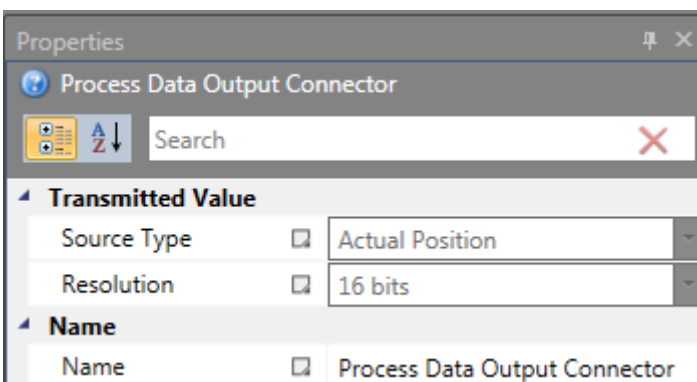 Properties
Process Data Output Connector
A Z Search
Transmitted Value
Source Type Actual Position
Resolution 16 bits
Name
Name Process Data Output Connector